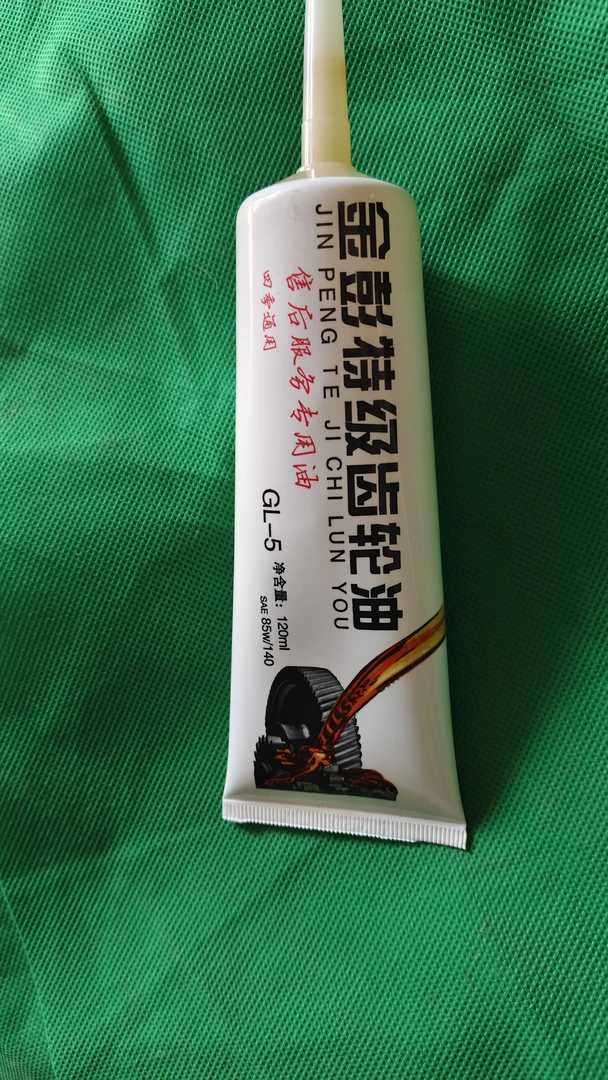 金彭特级齿轮油
JIN PENG TE JI CHI LUN YOU
售后服务专用油
四季通用
GL-5 净含量：120ml
SAE 85w/140